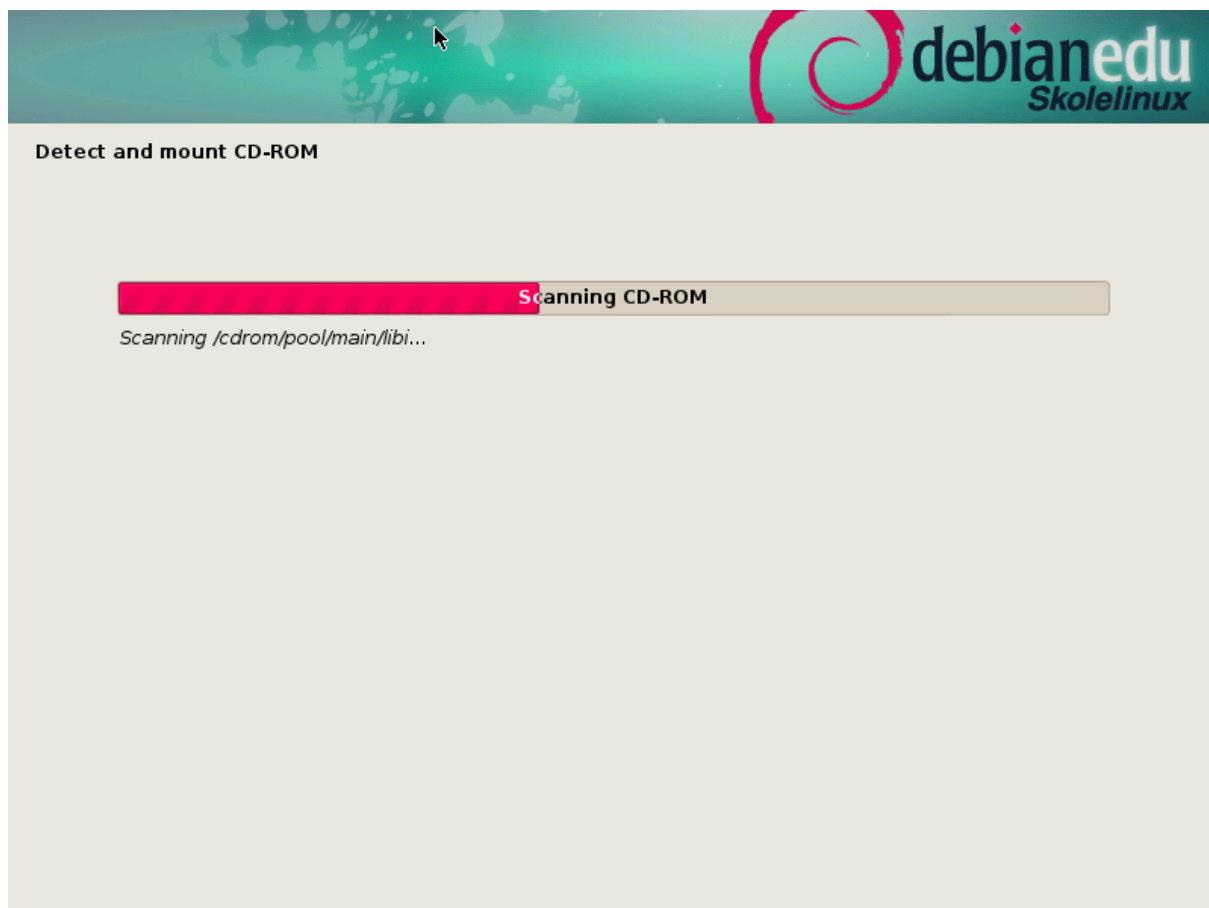 debianedu
Skolelinux
Detect and mount CD-ROM
Scanning CD-ROM
Scanning /cdrom/pool/main/libi...